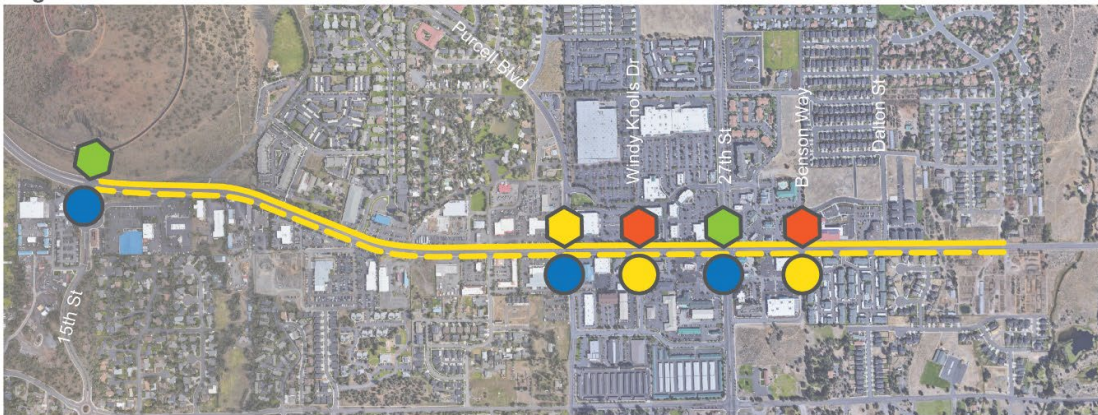 Purcell Blvd
Windy Knolls Dr
27th St
Benson Way
Dalton St
15th St